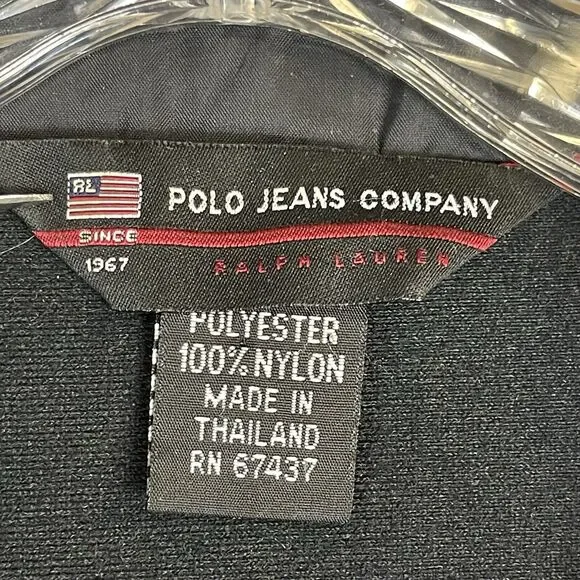 RL
POLO JEANS COMPANY
SINCE
1967
RALPH LAUREN
POLYESTER
100% NYLON
MADE IN
THAILAND
RN 67437